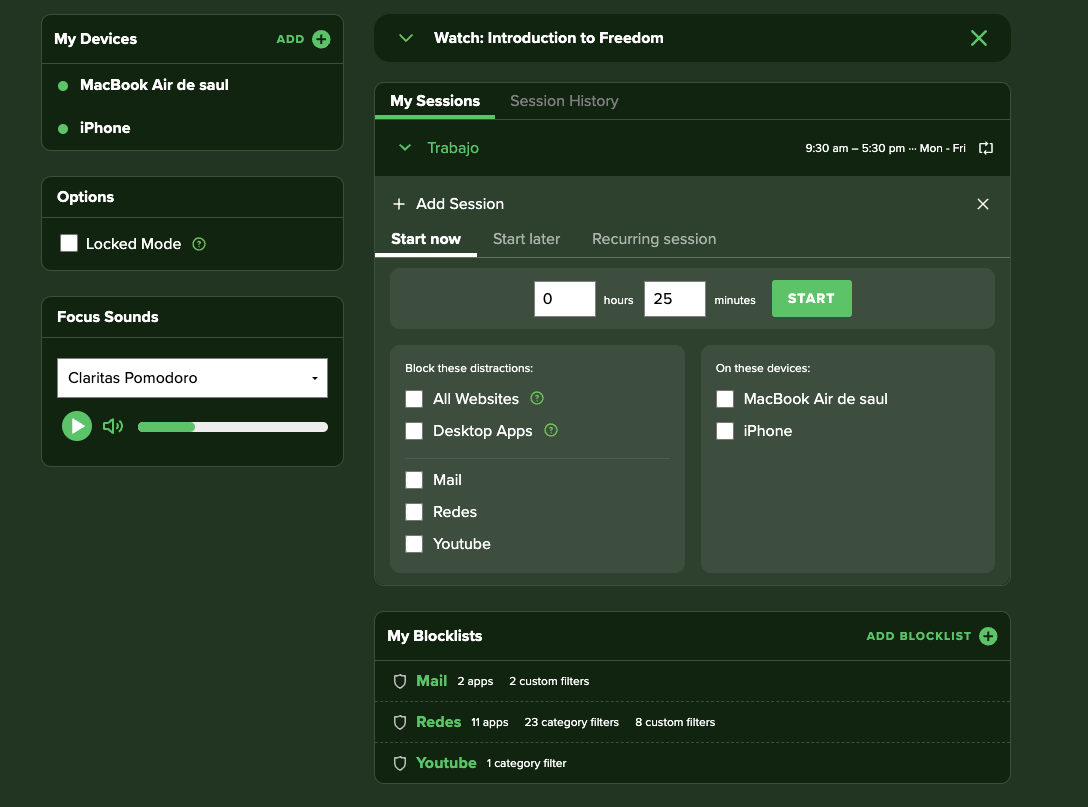 My Devices
ADD
MacBook Air de saul
iPhone
Options
Locked Mode ?
Focus Sounds
Claritas Pomodoro
Watch: Introduction to Freedom
My Sessions Session History
Trabajo 9:30 am – 5:30 pm ··· Mon - Fri
+ Add Session
Start now Start later Recurring session
0 hours 25 minutes START
Block these distractions:
All Websites ?
Desktop Apps ?
Mail
Redes
Youtube
On these devices:
MacBook Air de saul
iPhone
My Blocklists ADD BLOCKLIST
Mail 2 apps 2 custom filters
Redes 11 apps 23 category filters 8 custom filters
Youtube 1 category filter